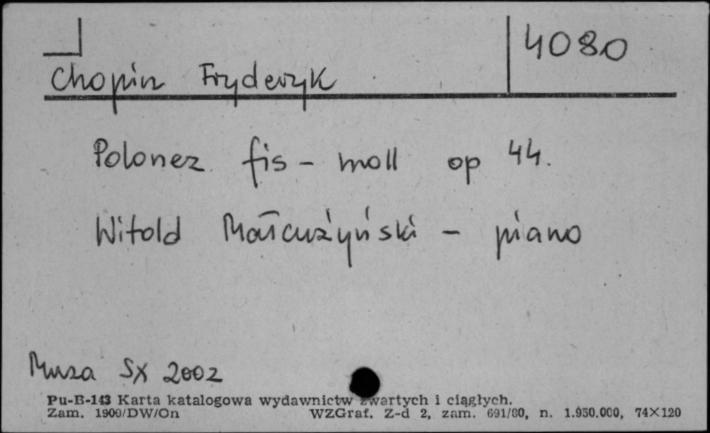 4080
Chopin Fryderyk
Polonez fis-moll op 44.
Witold Małcużyński - piano
Muza SX 2002
Pu-B-143 Karta katalogowa wydawnictw zwartych i ciągłych.
Zam. 1900/DW/On WZGraf. Z-d 2, zam. 691/80, n. 1.950.000, 74×120